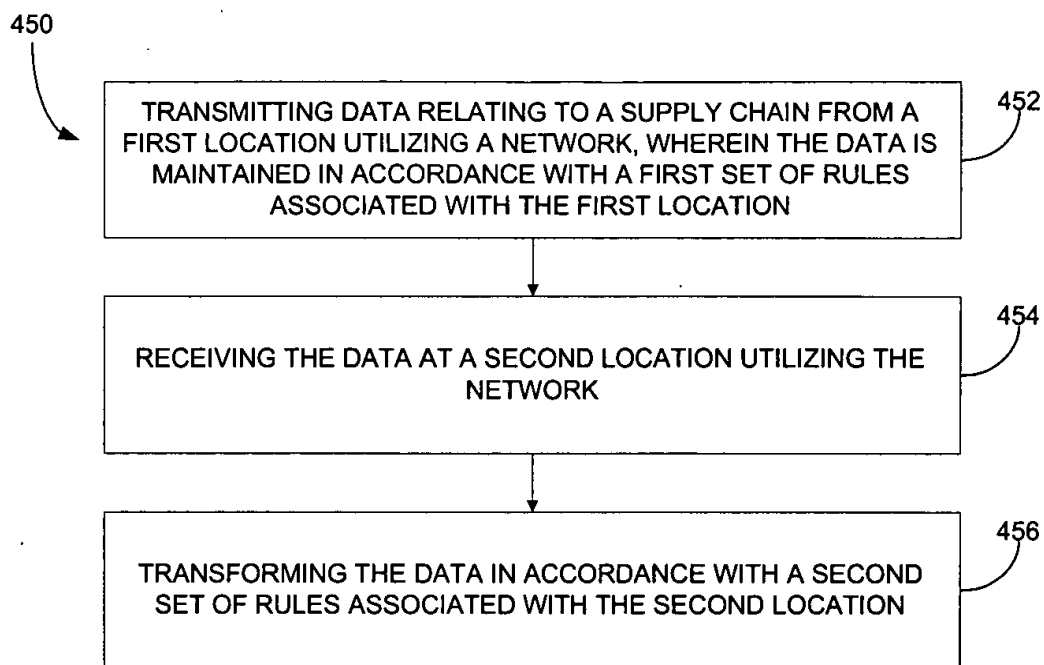 450
TRANSMITTING DATA RELATING TO A SUPPLY CHAIN FROM A
FIRST LOCATION UTILIZING A NETWORK, WHEREIN THE DATA IS
MAINTAINED IN ACCORDANCE WITH A FIRST SET OF RULES
ASSOCIATED WITH THE FIRST LOCATION
452
RECEIVING THE DATA AT A SECOND LOCATION UTILIZING THE
NETWORK
454
TRANSFORMING THE DATA IN ACCORDANCE WITH A SECOND
SET OF RULES ASSOCIATED WITH THE SECOND LOCATION
456